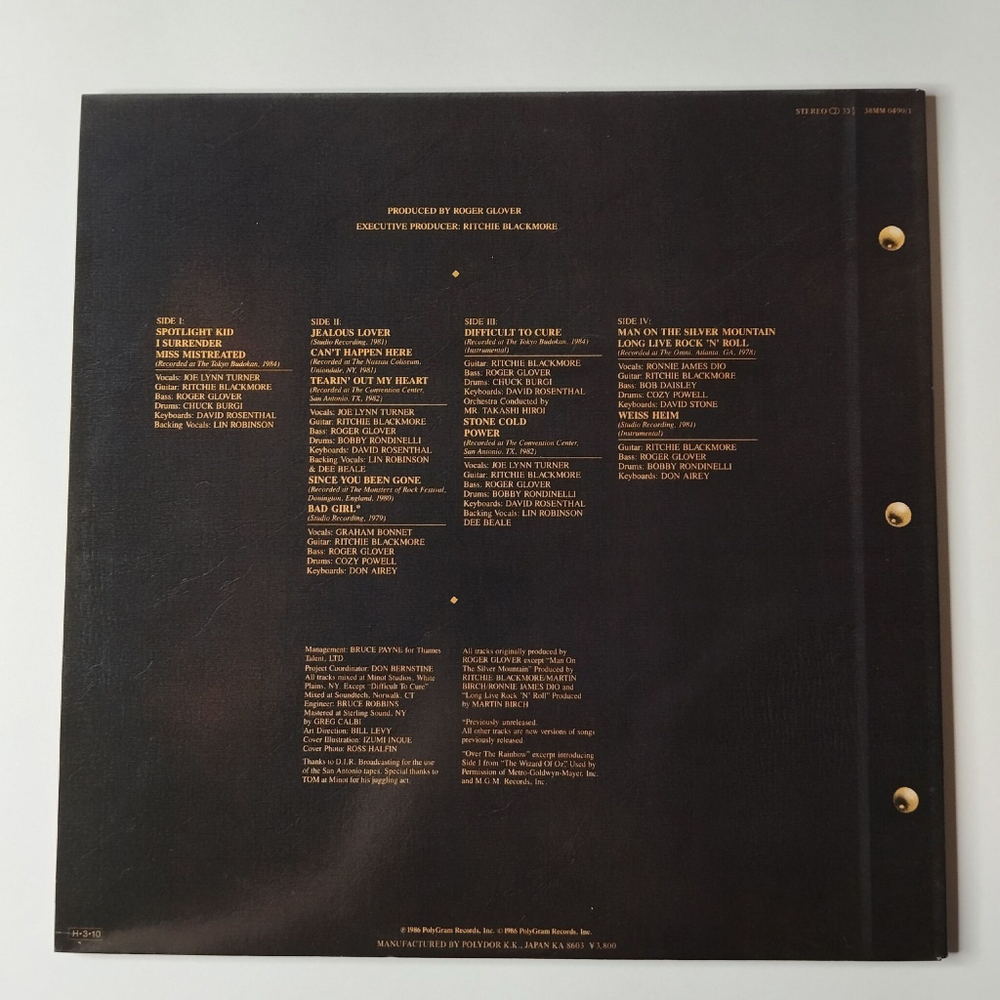 STEREO 33⅓ 38MM 0490/1
PRODUCED BY ROGER GLOVER
EXECUTIVE PRODUCER: RITCHIE BLACKMORE
SIDE I:
SPOTLIGHT KID
I SURRENDER
MISS MISTREATED
(Recorded at The Tokyo Budokan, 1984)
Vocals: JOE LYNN TURNER
Guitar: RITCHIE BLACKMORE
Bass: ROGER GLOVER
Drums: CHUCK BURGI
Keyboards: DAVID ROSENTHAL
Backing Vocals: LIN ROBINSON
SIDE II:
JEALOUS LOVER
(Studio Recording, 1981)
CAN'T HAPPEN HERE
(Recorded at The Nassau Coliseum,
Uniondale, NY, 1981)
TEARIN' OUT MY HEART
(Recorded at The Convention Center,
San Antonio, TX, 1982)
Vocals: JOE LYNN TURNER
Guitar: RITCHIE BLACKMORE
Bass: ROGER GLOVER
Drums: BOBBY RONDINELLI
Keyboards: DAVID ROSENTHAL
Backing Vocals: LIN ROBINSON
& DEE BEALE
SINCE YOU BEEN GONE
(Recorded at The Monsters of Rock Festival,
Donington, England, 1980)
BAD GIRL*
(Studio Recording, 1979)
Vocals: GRAHAM BONNET
Guitar: RITCHIE BLACKMORE
Bass: ROGER GLOVER
Drums: COZY POWELL
Keyboards: DON AIREY
SIDE III:
DIFFICULT TO CURE
(Recorded at The Tokyo Budokan, 1984)
(Instrumental)
Guitar: RITCHIE BLACKMORE
Bass: ROGER GLOVER
Drums: CHUCK BURGI
Keyboards: DAVID ROSENTHAL
Orchestra Conducted by
MR. TAKASHI HIROI
STONE COLD
POWER
(Recorded at The Convention Center,
San Antonio, TX, 1982)
Vocals: JOE LYNN TURNER
Guitar: RITCHIE BLACKMORE
Bass: ROGER GLOVER
Drums: BOBBY RONDINELLI
Keyboards: DAVID ROSENTHAL
Backing Vocals: LIN ROBINSON
DEE BEALE
SIDE IV:
MAN ON THE SILVER MOUNTAIN
LONG LIVE ROCK 'N' ROLL
(Recorded at The Omni, Atlanta, GA, 1978)
Vocals: RONNIE JAMES DIO
Guitar: RITCHIE BLACKMORE
Bass: BOB DAISLEY
Drums: COZY POWELL
Keyboards: DAVID STONE
WEISS HEIM
(Studio Recording, 1981)
(Instrumental)
Guitar: RITCHIE BLACKMORE
Bass: ROGER GLOVER
Drums: BOBBY RONDINELLI
Keyboards: DON AIREY
Management: BRUCE PAYNE for Thames
Talent, LTD
Project Coordinator: DON BERNSTINE
All tracks mixed at Minot Studios, White
Plains, NY, Except "Difficult To Cure"
Mixed at Soundtech, Norwalk, CT
Engineer: BRUCE ROBBINS
Mastered at Sterling Sound, NY
by GREG CALBI
Art Direction: BILL LEVY
Cover Illustration: IZUMI INOUE
Cover Photo: ROSS HALFIN
Thanks to D.I.R. Broadcasting for the use
of the San Antonio tapes. Special thanks to
TOM at Minot for his juggling act.
All tracks originally produced by
ROGER GLOVER except "Man On
The Silver Mountain" Produced by
RITCHIE BLACKMORE/MARTIN
BIRCH/RONNIE JAMES DIO and
"Long Live Rock 'N' Roll" Produced
by MARTIN BIRCH
*Previously unreleased.
All other tracks are new versions of songs
previously released
"Over The Rainbow" excerpt introducing
Side I from "The Wizard Of Oz" Used by
Permission of Metro-Goldwyn-Mayer, Inc.
and M.G.M. Records, Inc.
H-3-10
℗ 1986 PolyGram Records, Inc. © 1986 PolyGram Records, Inc.
MANUFACTURED BY POLYDOR K.K., JAPAN KA 8603 ¥3,800